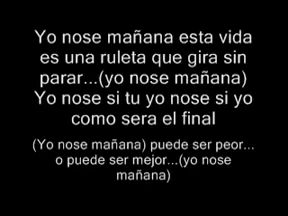 Yo nose mañana esta vida
es una ruleta que gira sin
parar...(yo nose mañana)
Yo nose si tu yo nose si yo
como sera el final
(Yo nose mañana) puede ser peor...
o puede ser mejor...(yo nose
mañana)